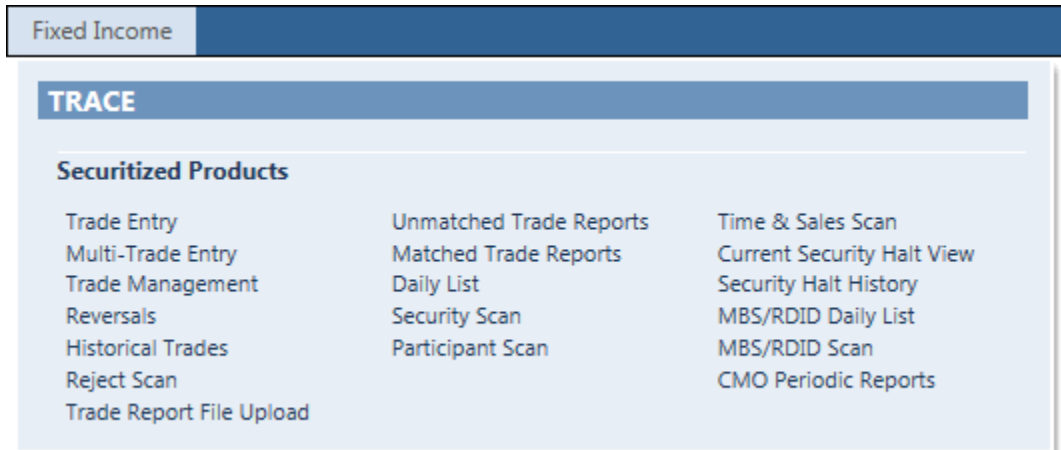 Fixed Income
TRACE
Securitized Products
Trade Entry
Multi-Trade Entry
Trade Management
Reversals
Historical Trades
Reject Scan
Trade Report File Upload
Unmatched Trade Reports
Matched Trade Reports
Daily List
Security Scan
Participant Scan
Time & Sales Scan
Current Security Halt View
Security Halt History
MBS/RDID Daily List
MBS/RDID Scan
CMO Periodic Reports